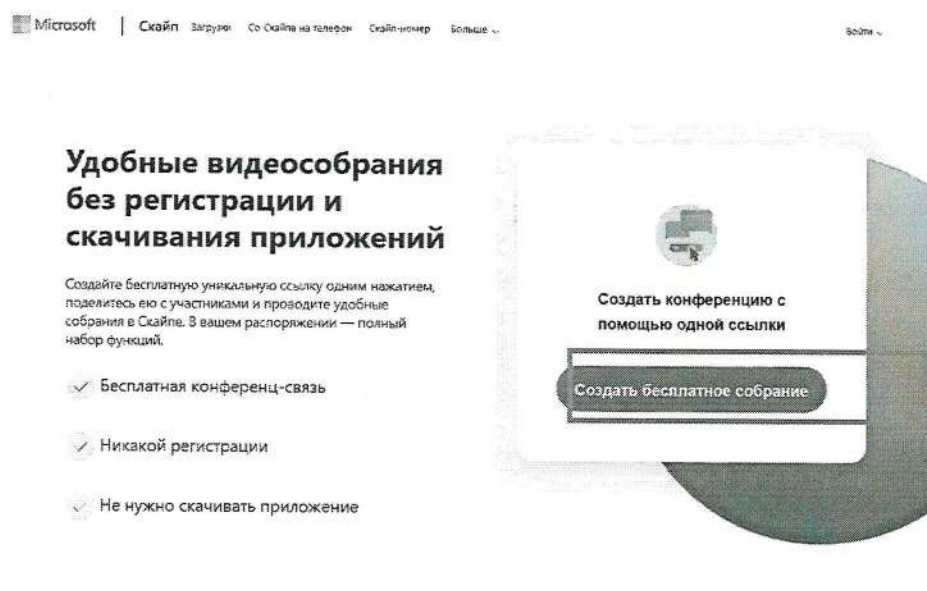 Microsoft | Скайп Загрузки Со Скайпа на телефон Скайп-номер Больше Войти
Удобные видеособрания
без регистрации и
скачивания приложений
Создайте бесплатную уникальную ссылку одним нажатием,
поделитесь ею с участниками и проводите удобные
собрания в Скайпе. В вашем распоряжении — полный
набор функций.
Бесплатная конференц-связь
Никакой регистрации
Не нужно скачивать приложение
Создать конференцию с
помощью одной ссылки
Создать бесплатное собрание